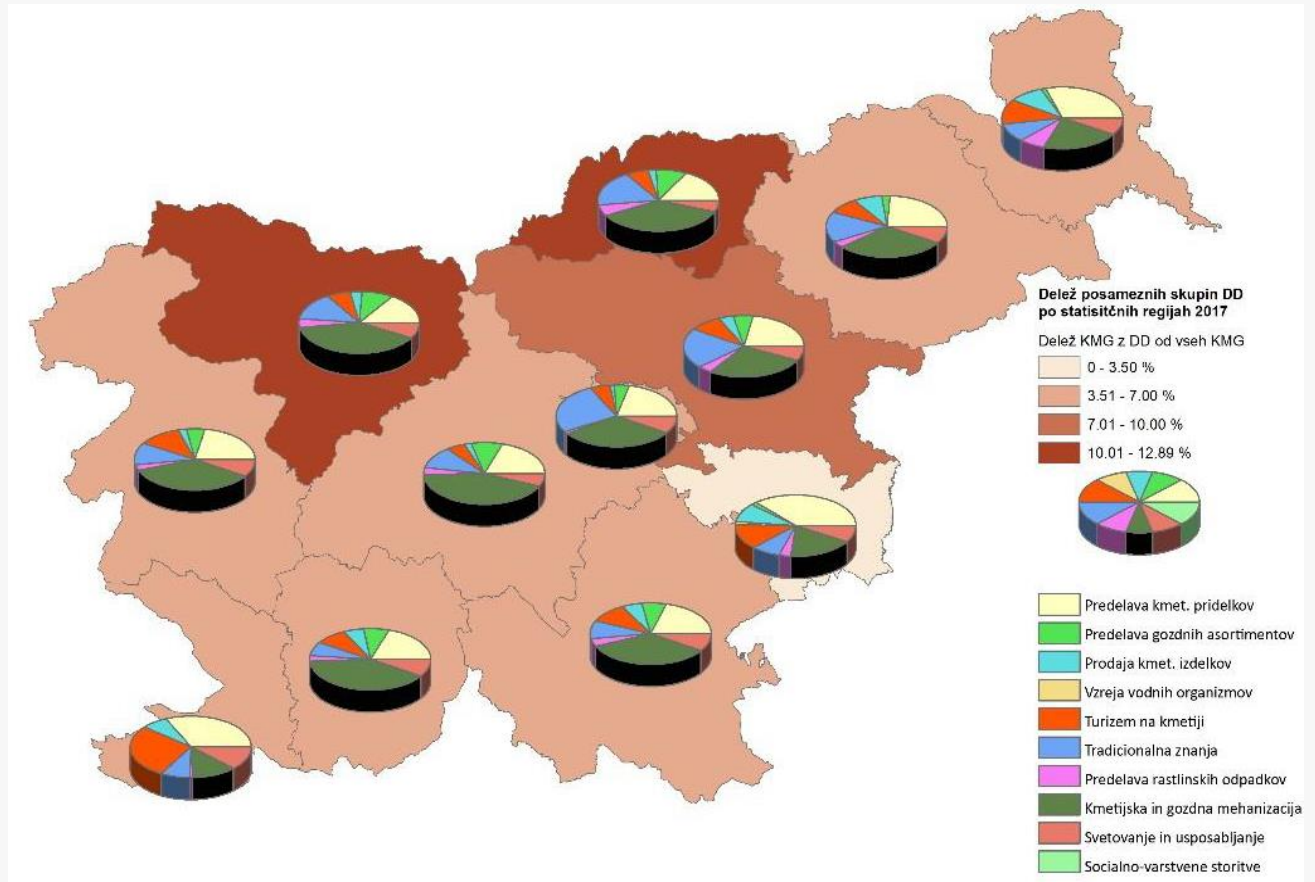 Delež posameznih skupin DD
po statisitčnih regijah 2017
Delež KMG z DD od vseh KMG
0 - 3.50 %
3.51 - 7.00 %
7.01 - 10.00 %
10.01 - 12.89 %
Predelava kmet. pridelkov
Predelava gozdnih asortimentov
Prodaja kmet. izdelkov
Vzreja vodnih organizmov
Turizem na kmetiji
Tradicionalna znanja
Predelava rastlinskih odpadkov
Kmetijska in gozdna mehanizacija
Svetovanje in usposabljanje
Socialno-varstvene storitve